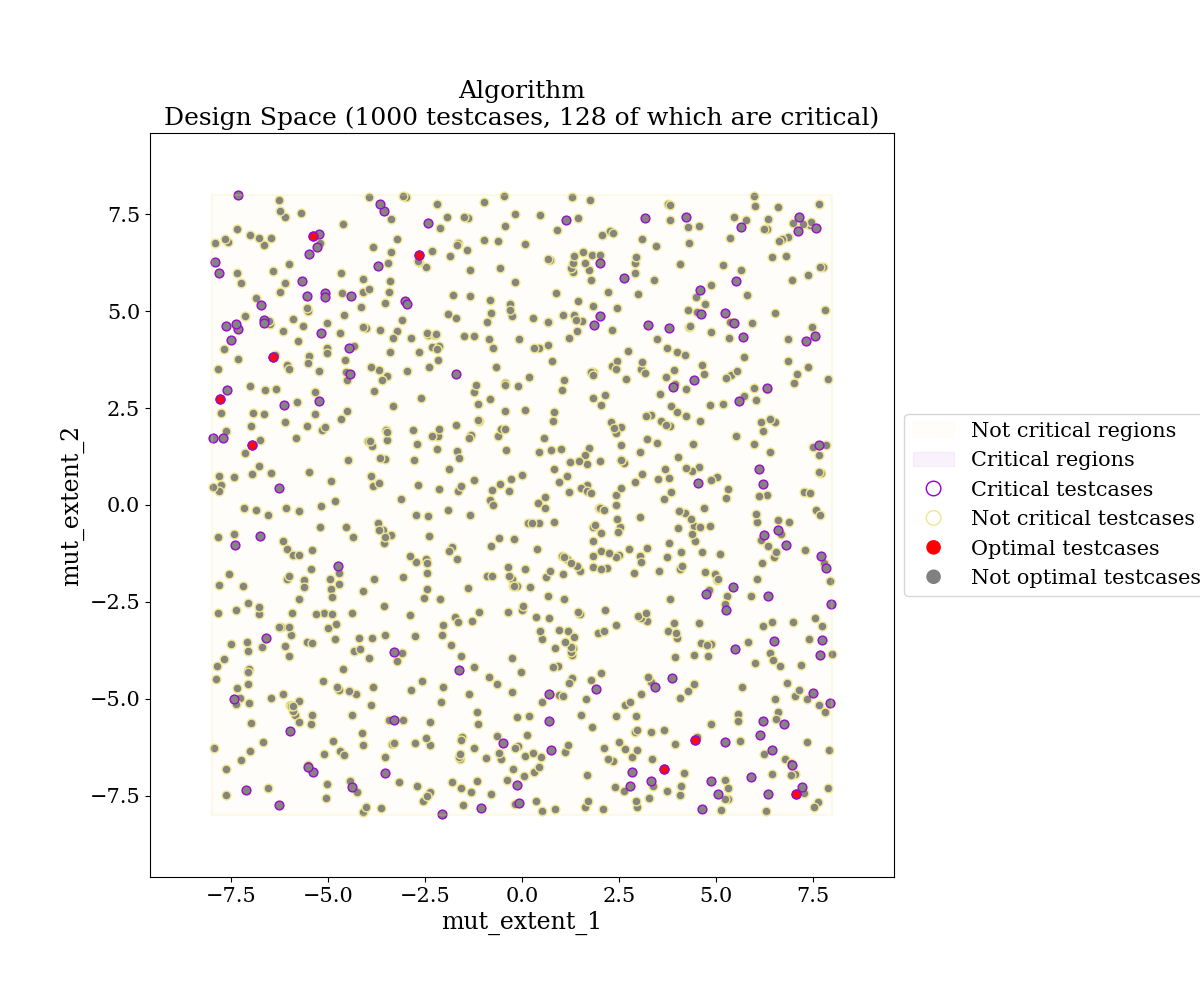 Algorithm
Design Space (1000 testcases, 128 of which are critical)
7.5
5.0
2.5
0.0
−2.5
−5.0
−7.5
mut_extent_2
−7.5
−5.0
−2.5
0.0
2.5
5.0
7.5
mut_extent_1
Not critical regions
Critical regions
Critical testcases
Not critical testcases
Optimal testcases
Not optimal testcases